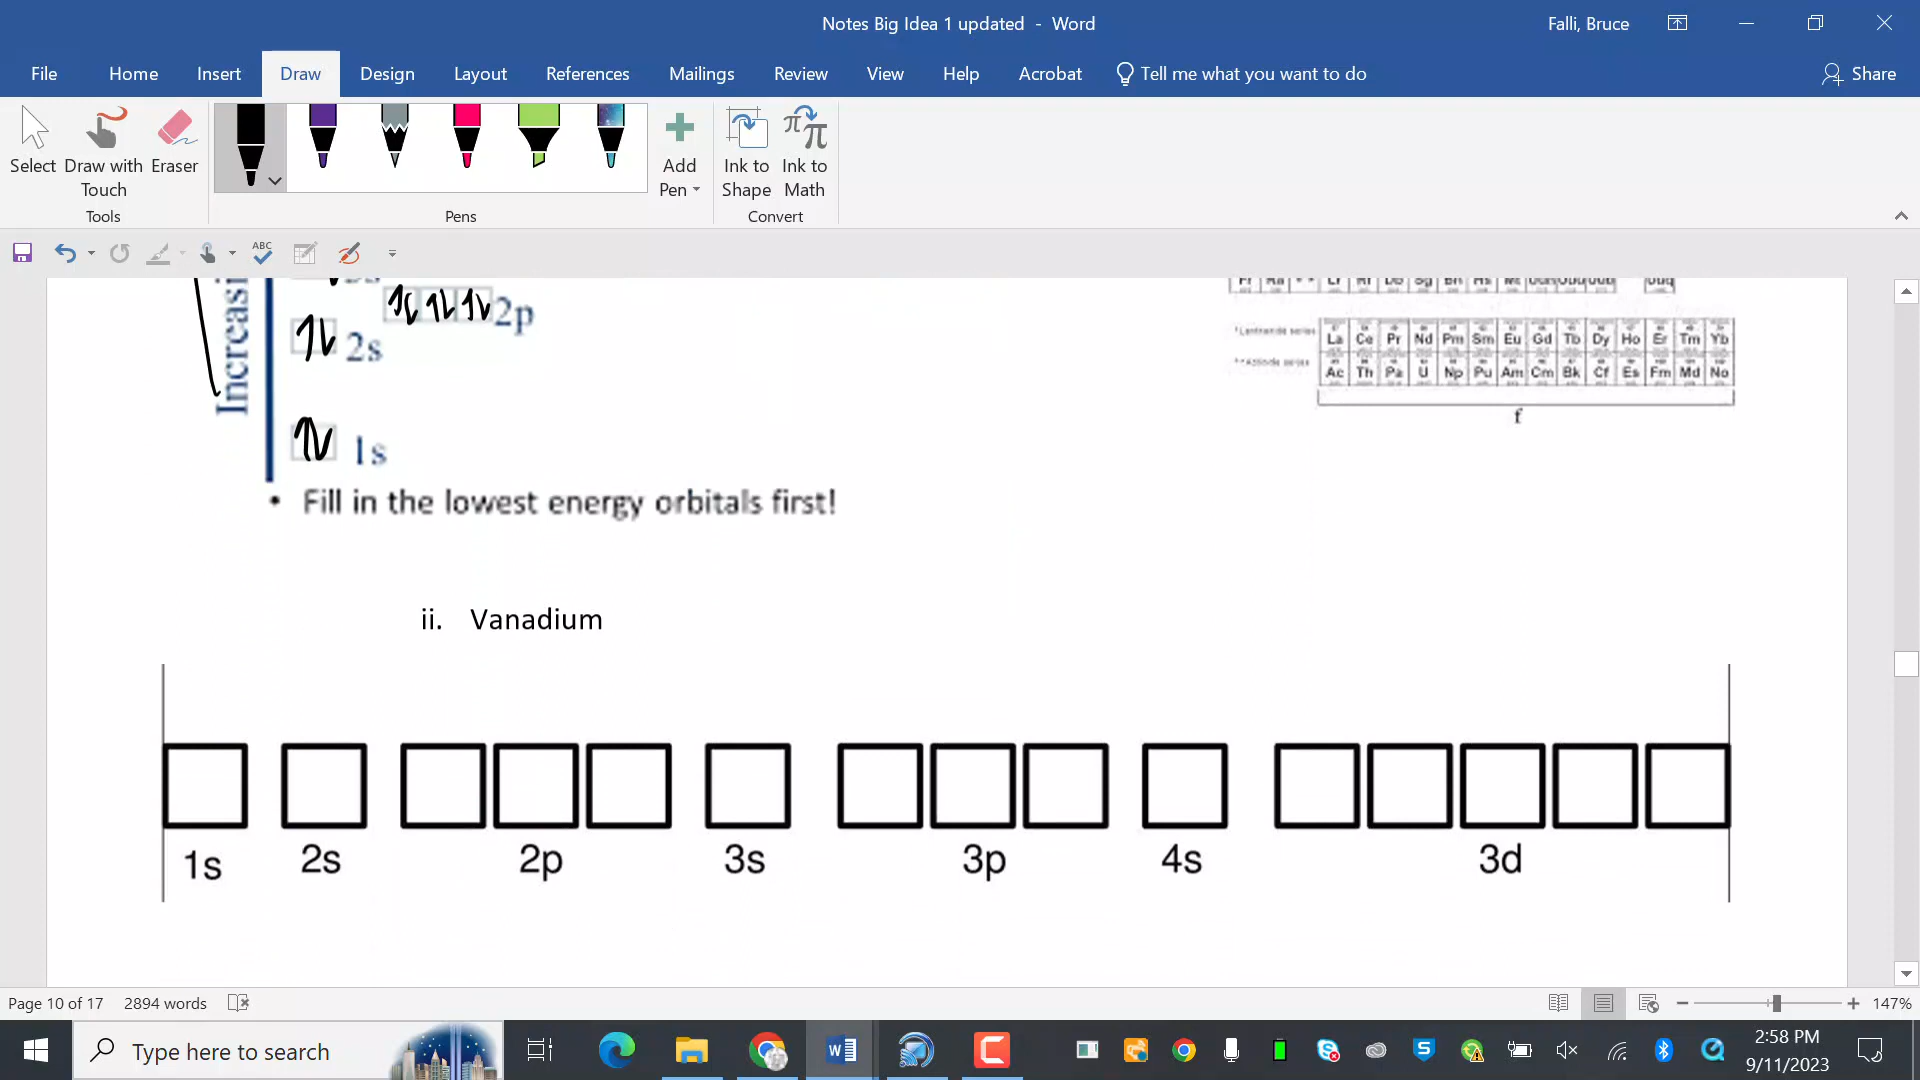 Notes Big Idea 1 updated - Word
Falli, Bruce
File Home Insert Draw Design Layout References Mailings Review View Help Acrobat Tell me what you want to do Share
Select
Draw with Touch
Eraser
Add Pen
Ink to Shape
Ink to Math
Tools
Pens
Convert
ABC
Increasi
2p
2s
1s
La Ce Pr Nd Pm Sm Eu Gd Tb Dy Ho Er Tm Yb
Ac Th Pa U Np Pu Am Cm Bk Cf Es Fm Md No
f
• Fill in the lowest energy orbitals first!
ii. Vanadium
1s 2s 2p 3s 3p 4s 3d
Page 10 of 17 2894 words 147%
Type here to search
2:58 PM
9/11/2023